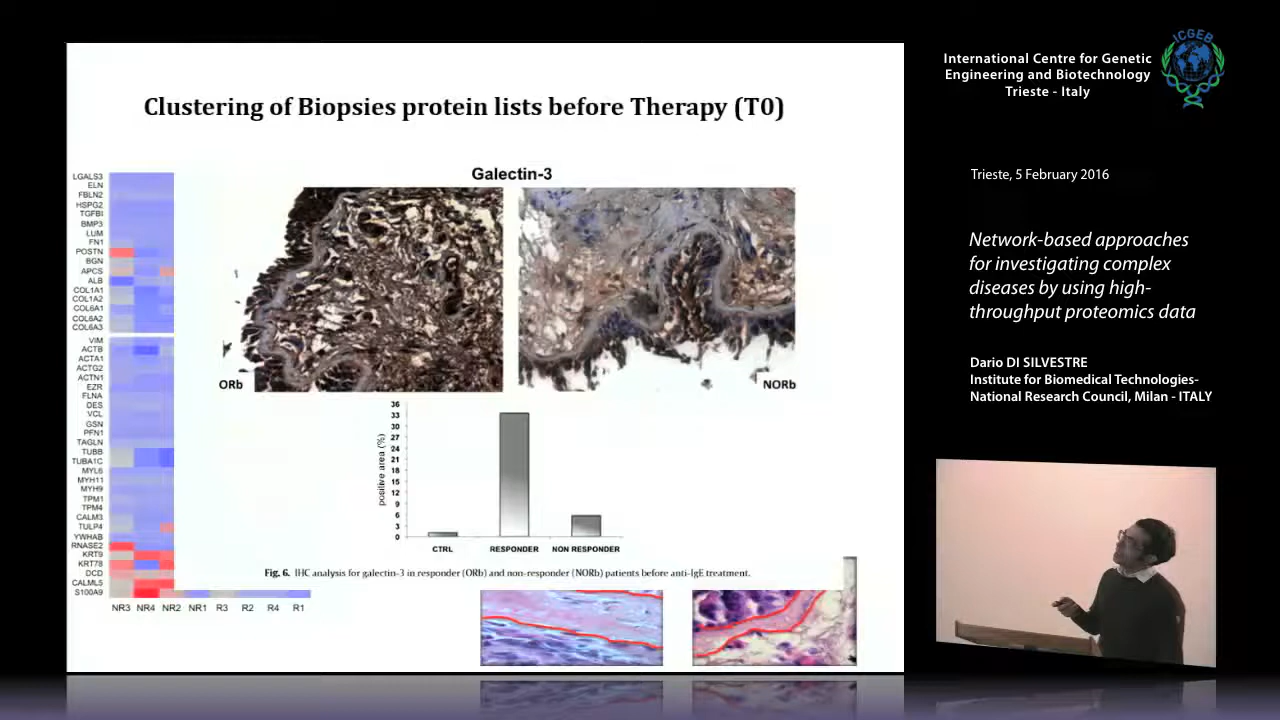 Clustering of Biopsies protein lists before Therapy (T0)
Galectin-3
LGALS3
ELN
FBLN2
HSPG2
TGFBI
BMP3
LUM
FN1
POSTN
BGN
APCS
ALB
COL1A1
COL1A2
COL6A1
COL6A2
COL6A3
VIM
ACTB
ACTA1
ACTG2
ACTN1
EZR
FLNA
DES
VCL
GSN
PFN1
TAGLN
TUBB
TUBA1C
MYL6
MYH11
MYH9
TPM1
TPM4
CALM3
TULP4
YWHAB
RNASE2
KRT9
KRT78
DCD
CALML5
S100A9
NR3 NR4 NR2 NR1 R3 R2 R4 R1
ORb
NORb
positive area (%)
36
33
30
27
24
21
18
15
12
9
6
3
0
CTRL RESPONDER NON RESPONDER
Fig. 6. IHC analysis for galectin-3 in responder (ORb) and non-responder (NORb) patients before anti-IgE treatment.
International Centre for Genetic
Engineering and Biotechnology
Trieste - Italy
ICGEB
Trieste, 5 February 2016
Network-based approaches
for investigating complex
diseases by using high-
throughput proteomics data
Dario DI SILVESTRE
Institute for Biomedical Technologies-
National Research Council, Milan - ITALY